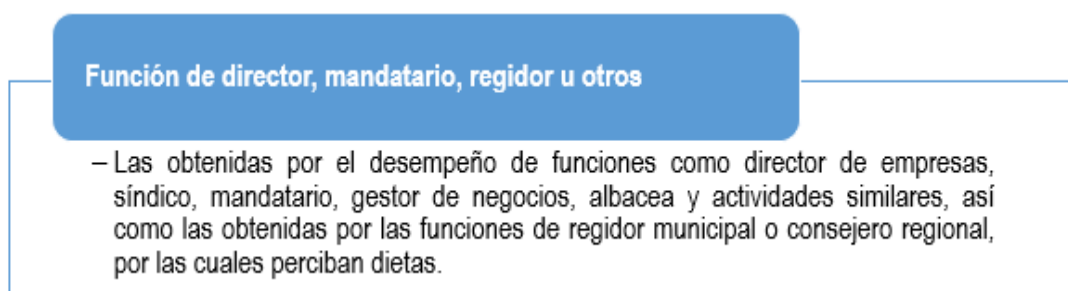 Función de director, mandatario, regidor u otros
– Las obtenidas por el desempeño de funciones como director de empresas,
síndico, mandatario, gestor de negocios, albacea y actividades similares, así
como las obtenidas por las funciones de regidor municipal o consejero regional,
por las cuales perciban dietas.